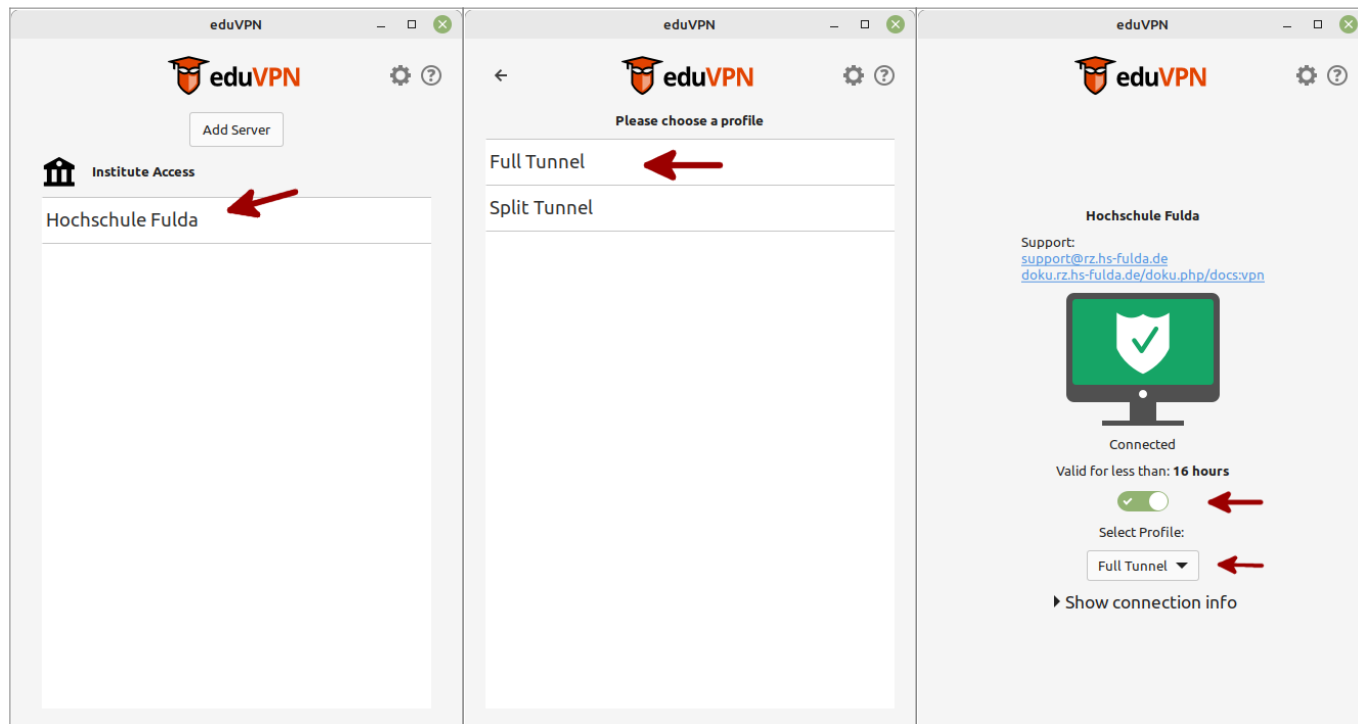 eduVPN
eduVPN
Add Server
Institute Access
Hochschule Fulda
eduVPN
eduVPN
Please choose a profile
Full Tunnel
Split Tunnel
eduVPN
eduVPN
Hochschule Fulda
Support:
support@rz.hs-fulda.de
doku.rz.hs-fulda.de/doku.php/docs:vpn
Connected
Valid for less than: 16 hours
Select Profile:
Full Tunnel
Show connection info